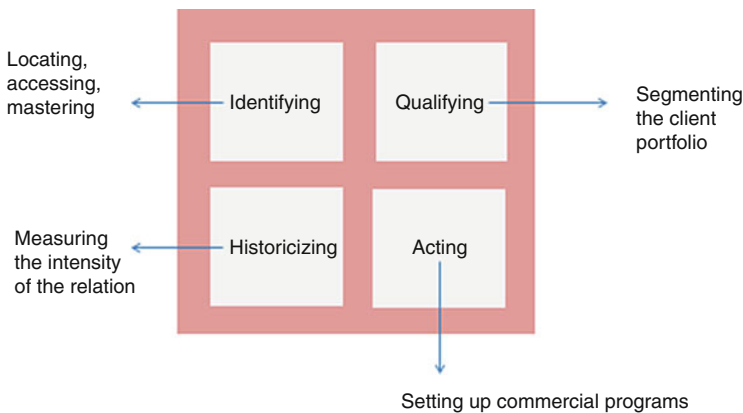 Locating,
accessing,
mastering
Identifying
Qualifying
Segmenting
the client
portfolio
Measuring
the intensity
of the relation
Historicizing
Acting
Setting up commercial programs